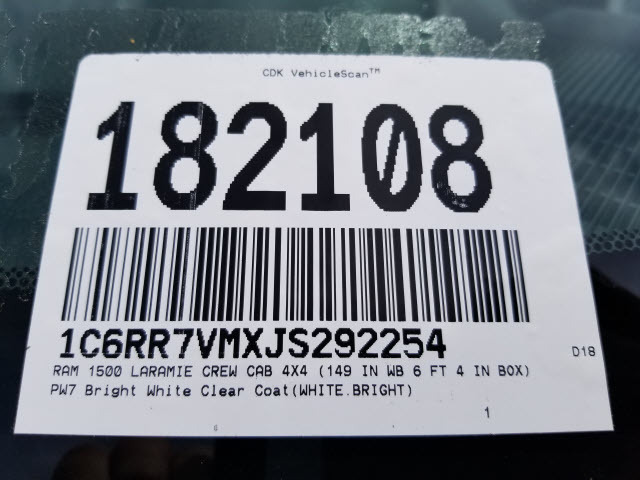 CDK VehicleScan™
182108
1C6RR7VMXJS292254
D18
RAM 1500 LARAMIE CREW CAB 4X4 (149 IN WB 6 FT 4 IN BOX)
PW7 Bright White Clear Coat(WHITE.BRIGHT)
1